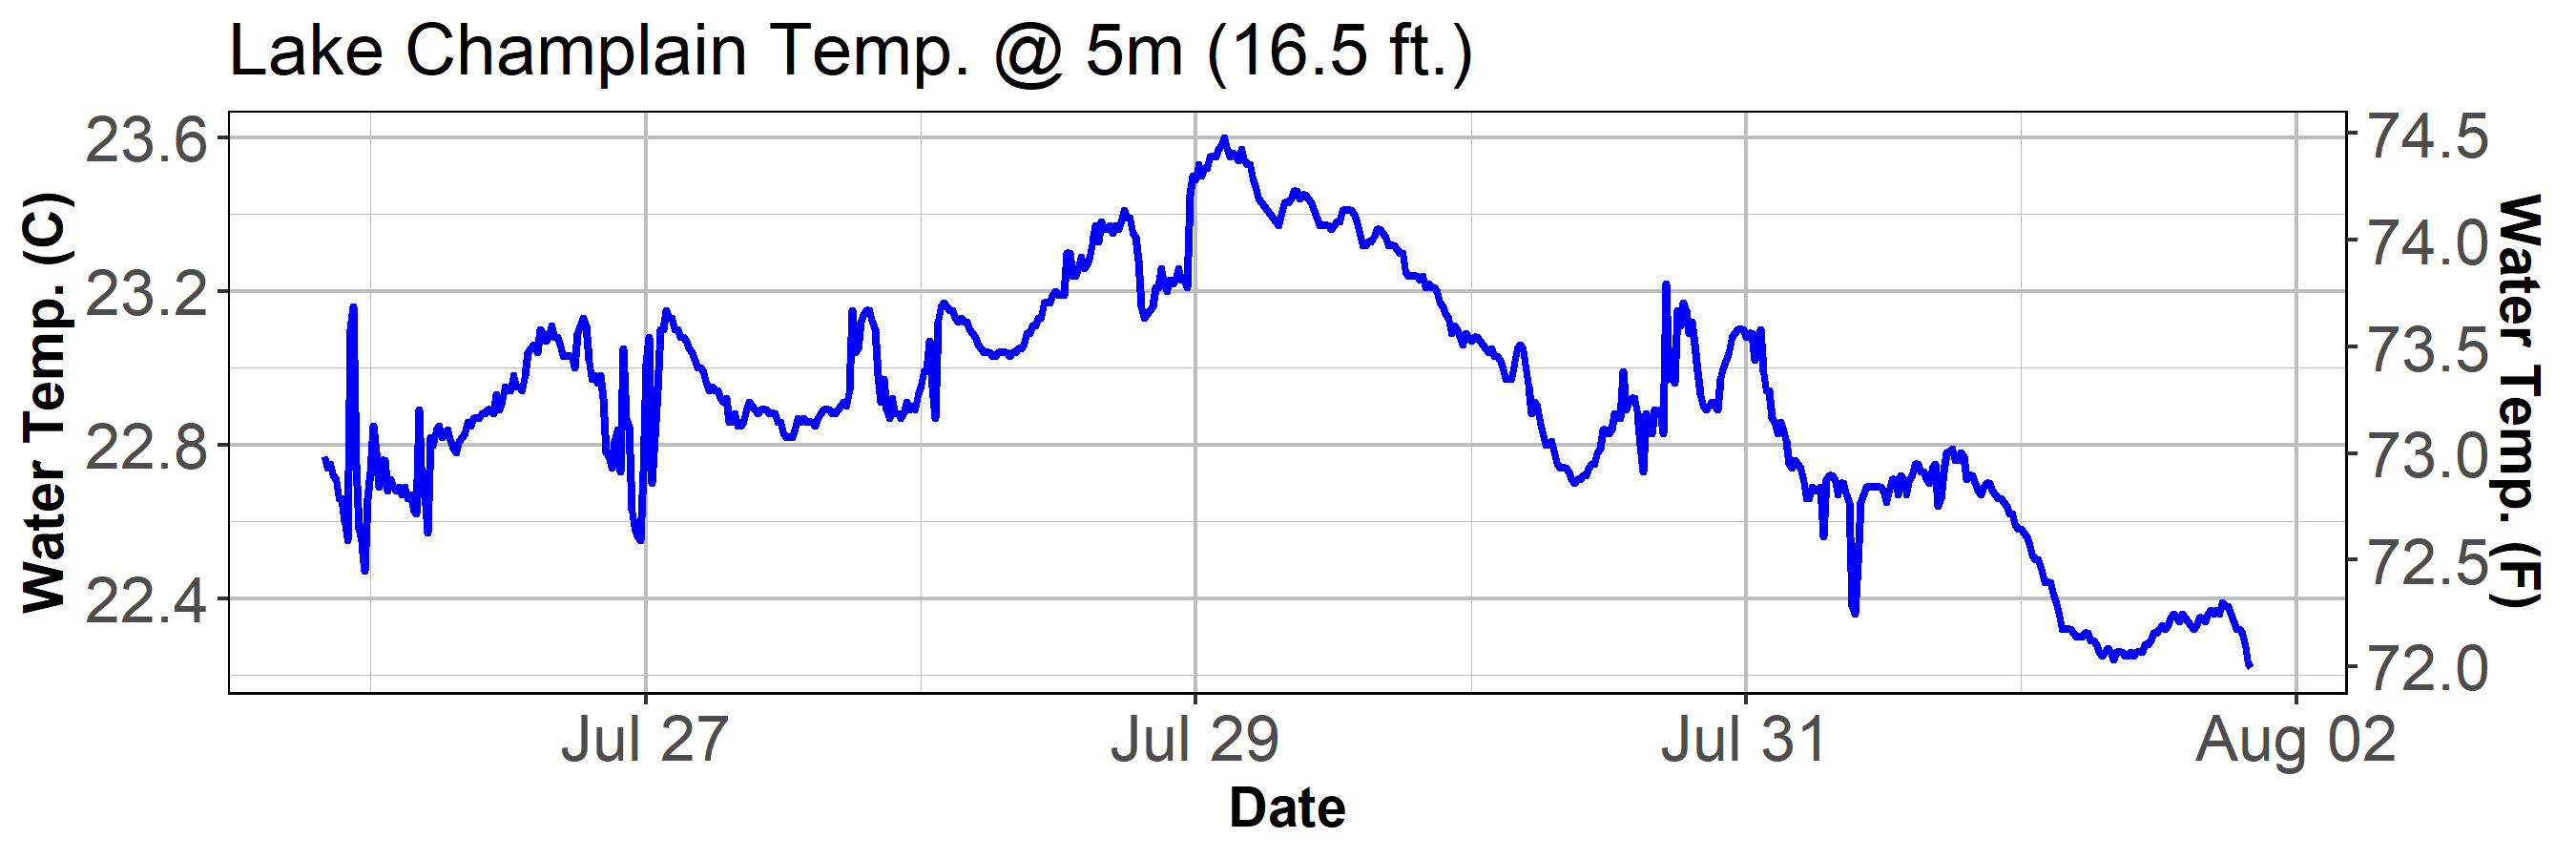 Lake Champlain Temp. @ 5m (16.5 ft.)
Water Temp. (C)
23.6
23.2
22.8
22.4
74.5
74.0
73.5
73.0
72.5
72.0
Water Temp. (F)
Jul 27 Jul 29 Jul 31 Aug 02
Date